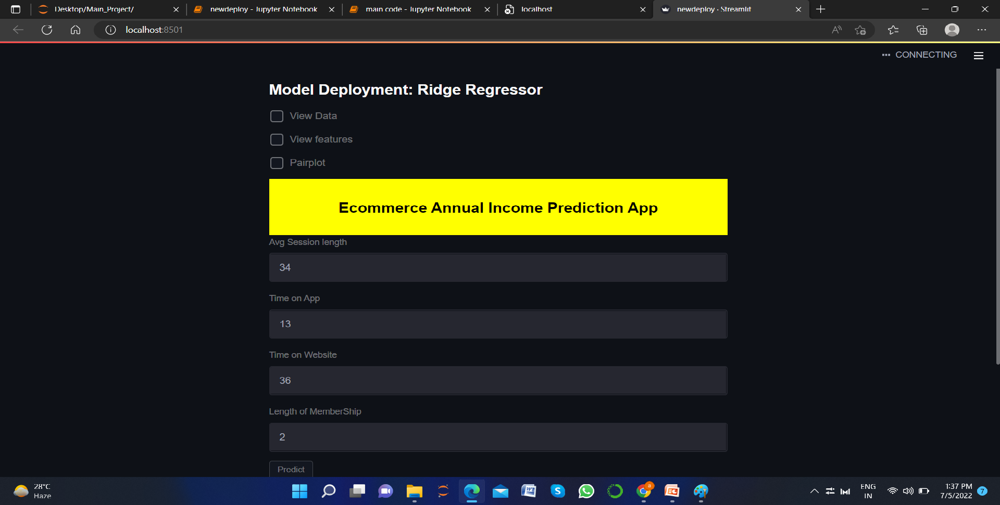 Desktop/Main_Project/
newdeploy - Jupyter Notebook
main code - Jupyter Notebook
localhost
newdeploy · Streamlit
localhost:8501
CONNECTING
Model Deployment: Ridge Regressor
View Data
View features
Pairplot
Ecommerce Annual Income Prediction App
Avg Session length
34
Time on App
13
Time on Website
36
Length of MemberShip
2
Predict
28°C
Haze
ENG
IN
1:37 PM
7/5/2022
7